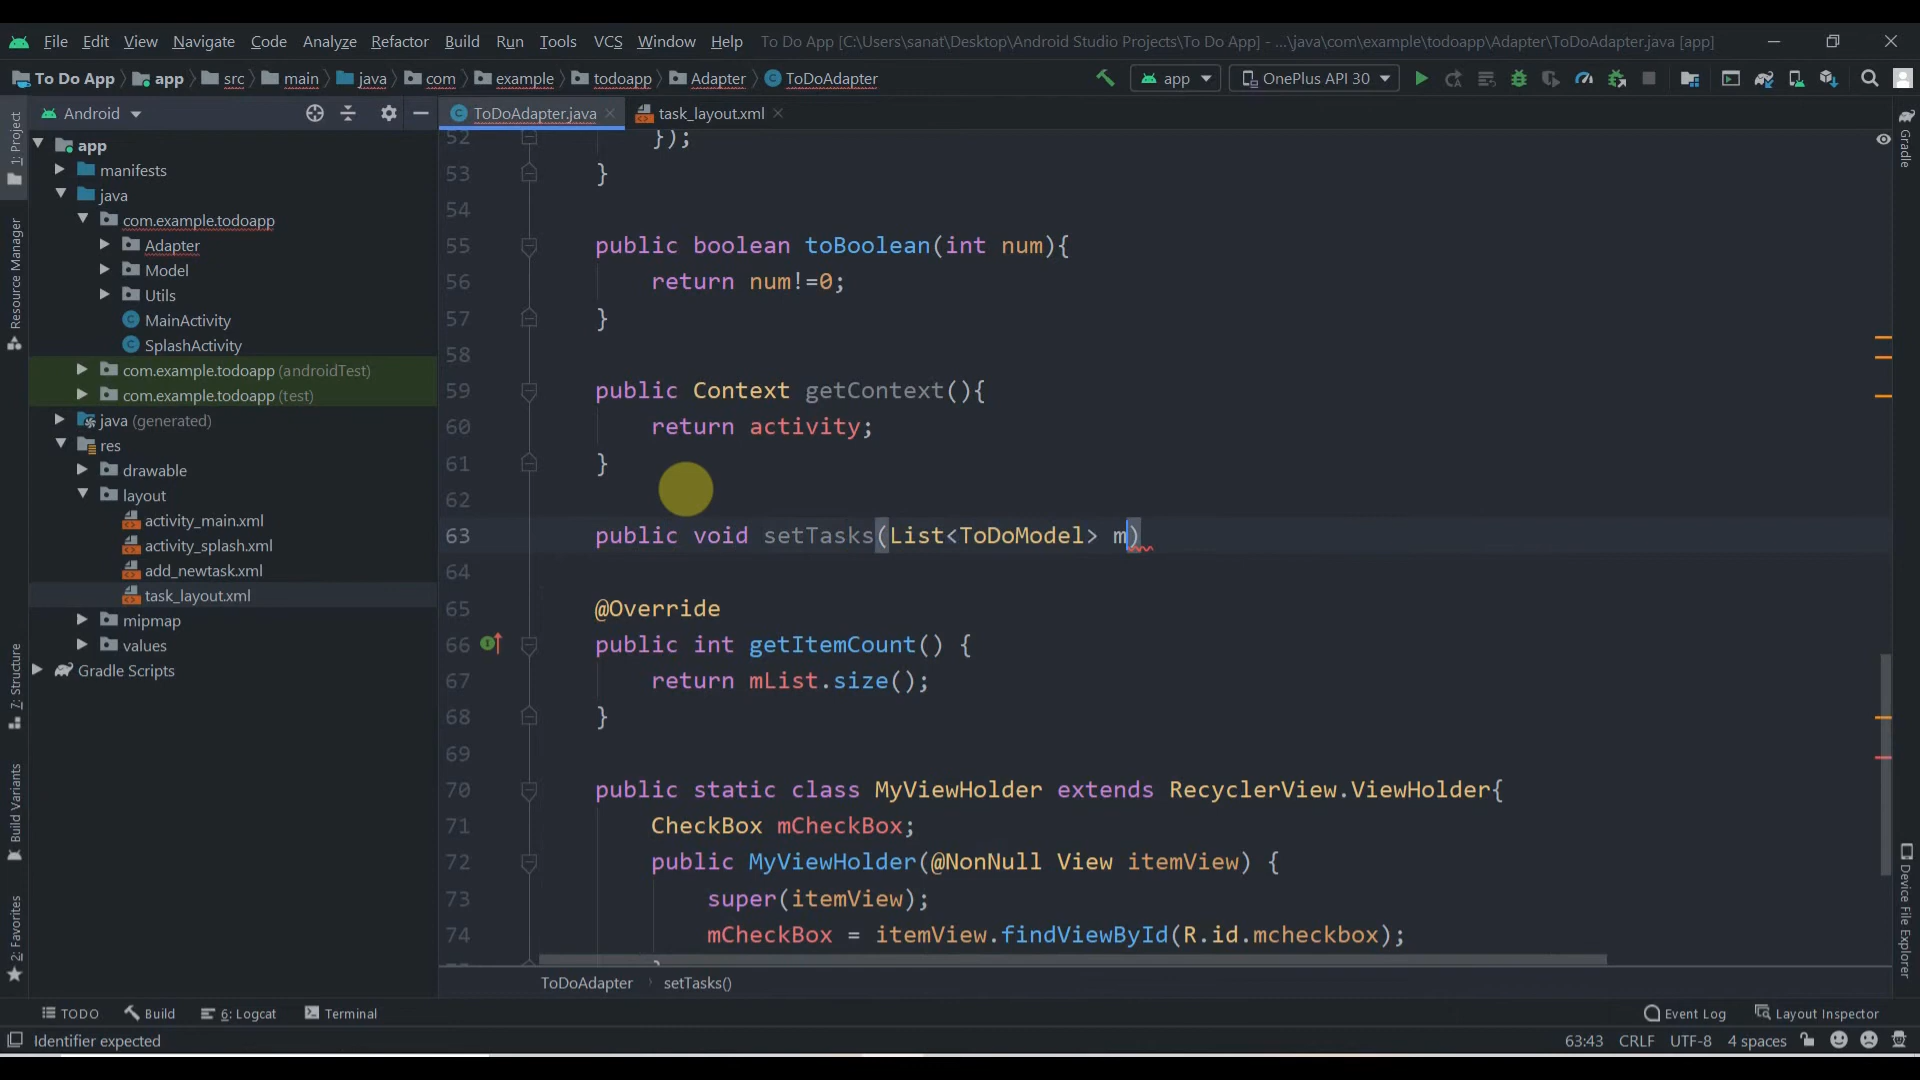 File Edit View Navigate Code Analyze Refactor Build Run Tools VCS Window Help To Do App [C:\Users\sanat\Desktop\Android Studio Projects\To Do App] - ...\java\com\example\todoapp\Adapter\ToDoAdapter.java [app]
To Do App app src main java com example todoapp Adapter ToDoAdapter app OnePlus API 30
Android ToDoAdapter.java task_layout.xml
1: Project
Resource Manager
7: Structure
Build Variants
2: Favorites
app
manifests
java
com.example.todoapp
Adapter
Model
Utils
MainActivity
SplashActivity
com.example.todoapp (androidTest)
com.example.todoapp (test)
java (generated)
res
drawable
layout
activity_main.xml
activity_splash.xml
add_newtask.xml
task_layout.xml
mipmap
values
Gradle Scripts
52 });
53 }
54
55 public boolean toBoolean(int num){
56 return num!=0;
57 }
58
59 public Context getContext(){
60 return activity;
61 }
62
63 public void setTasks(List<ToDoModel> m)
64
65 @Override
66 public int getItemCount() {
67 return mList.size();
68 }
69
70 public static class MyViewHolder extends RecyclerView.ViewHolder{
71 CheckBox mCheckBox;
72 public MyViewHolder(@NonNull View itemView) {
73 super(itemView);
74 mCheckBox = itemView.findViewById(R.id.mcheckbox);
Gradle
Device File Explorer
ToDoAdapter setTasks()
TODO Build 6: Logcat Terminal Event Log Layout Inspector
Identifier expected 63:43 CRLF UTF-8 4 spaces